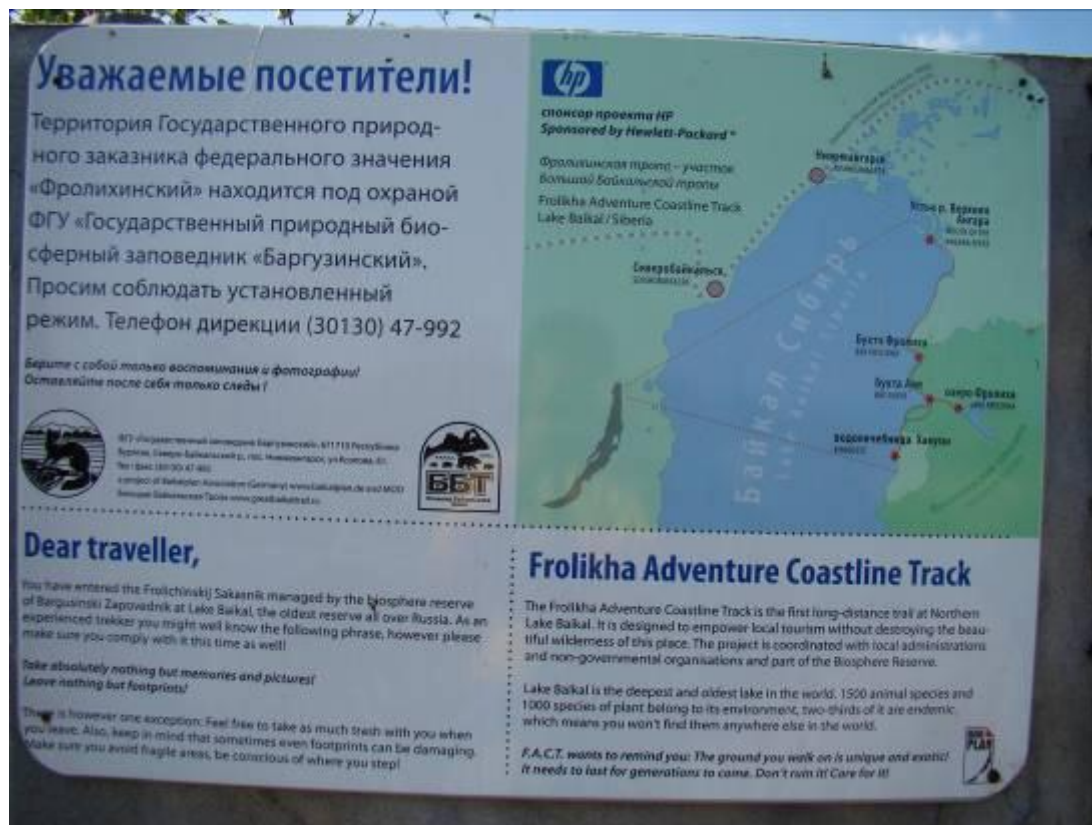 Уважаемые посетители!
Территория Государственного природ-
ного заказника федерального значения
«Фролихинский» находится под охраной
ФГУ «Государственный природный био-
сферный заповедник «Баргузинский».
Просим соблюдать установленный
режим. Телефон дирекции (30130) 47-992
Берите с собой только воспоминания и фотографии!
Оставляйте после себя только следы!
ББТ
hp
спонсор проекта HP
Sponsored by Hewlett-Packard
Фролихинская тропа – участок
Большой Байкальской тропы
Frolikha Adventure Coastline Track
Lake Baikal / Siberia
Нижнеангарск
Устье р. Верхняя
Ангара
Северобайкальск
Бухта Фролиха
Бухта Ая
озеро Фролиха
водолечебница Хакусы
Байкал Сибирь
Dear traveller,
You have entered the Frolichinskij Sakasnik managed by the biosphere reserve
of Bargusinski Zapovednik at Lake Baikal, the oldest reserve all over Russia. As an
experienced trekker you might well know the following phrase, however please
make sure you comply with it this time as well!
Take absolutely nothing but memories and pictures!
Leave nothing but footprints!
There is however one exception: Feel free to take as much trash with you when
you leave. Also, keep in mind that sometimes even footprints can be damaging.
Make sure you avoid fragile areas, be conscious of where you step!
Frolikha Adventure Coastline Track
The Frolikha Adventure Coastline Track is the first long-distance trail at Northern
Lake Baikal. It is designed to empower local tourism without destroying the beau-
tiful wilderness of this place. The project is coordinated with local administrations
and non-governmental organisations and part of the Biosphere Reserve.
Lake Baikal is the deepest and oldest lake in the world. 1500 animal species and
1000 species of plant belong to its environment, two-thirds of it are endemic,
which means you won't find them anywhere else in the world.
F.A.C.T. wants to remind you: The ground you walk on is unique and exotic!
It needs to last for generations to come. Don't ruin it! Care for it!